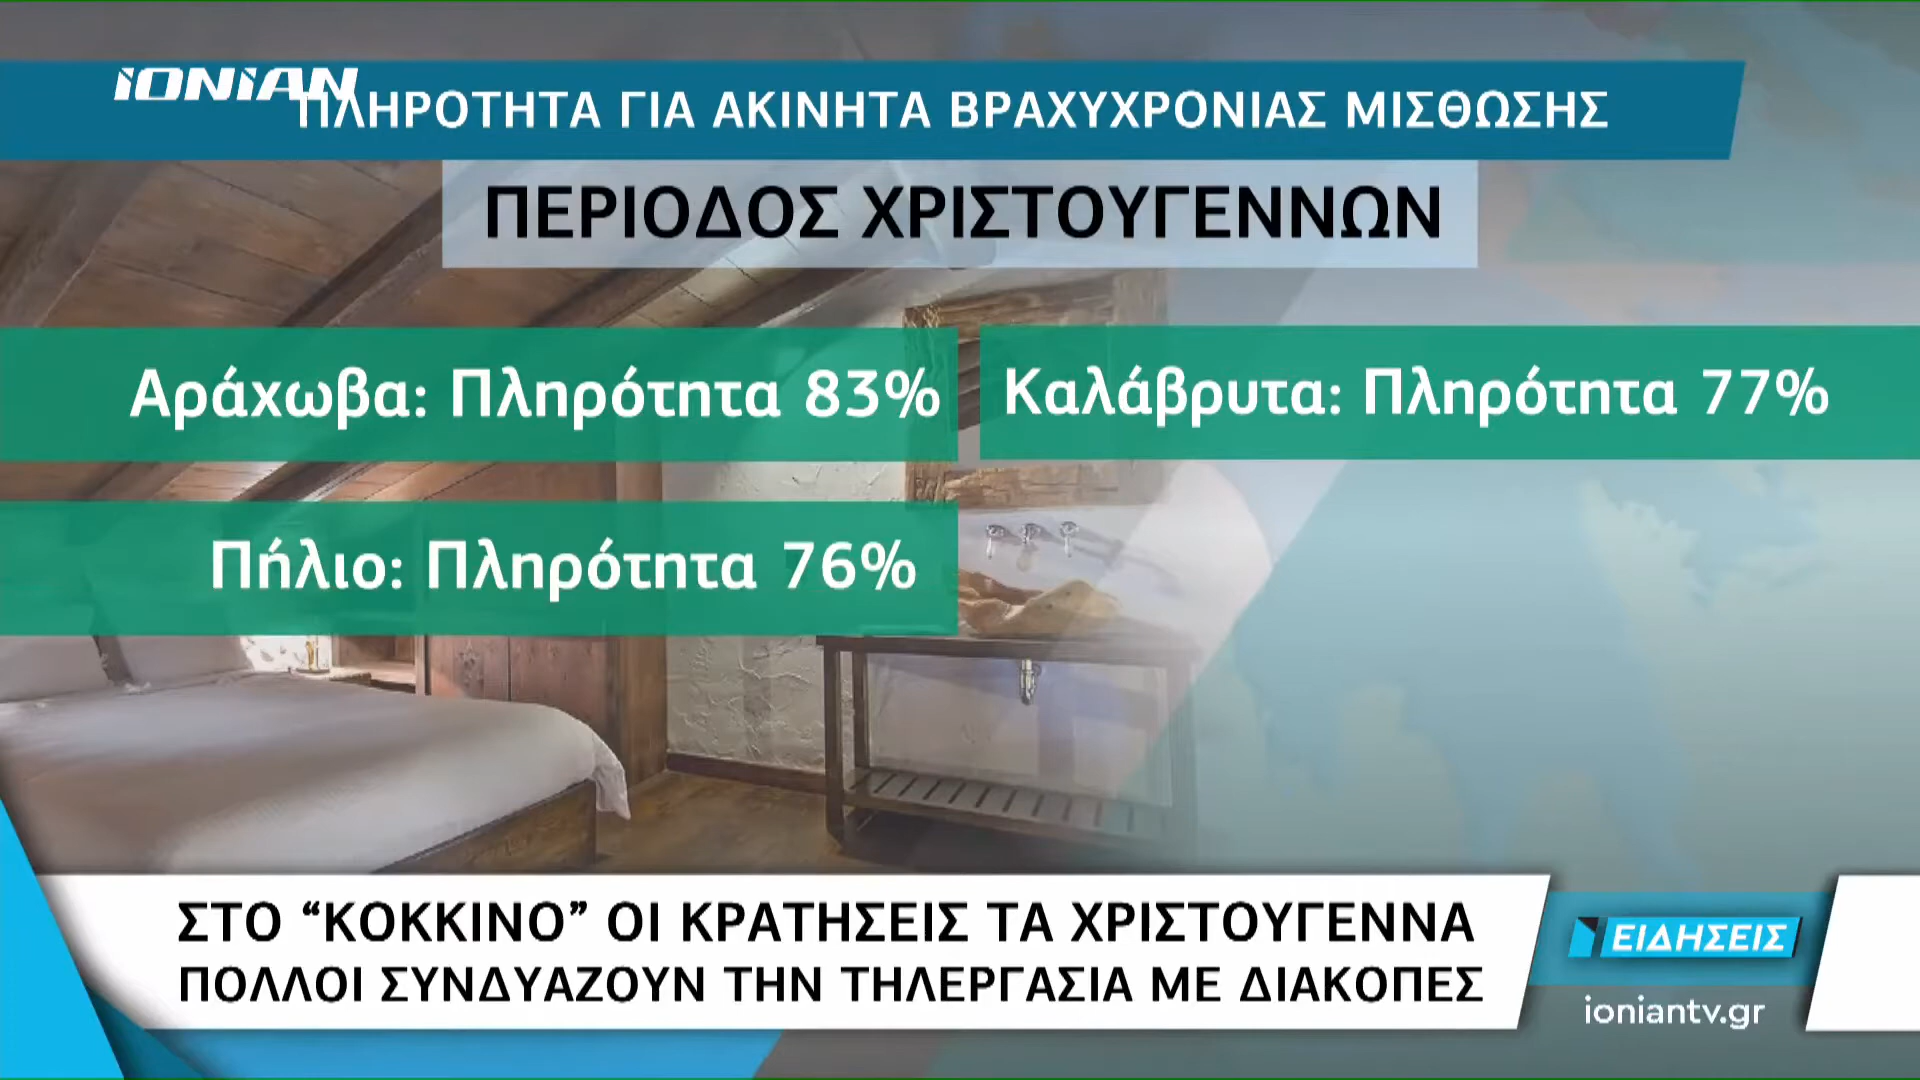 IONIAN
ΠΛΗΡΟΤΗΤΑ ΓΙΑ ΑΚΙΝΗΤΑ ΒΡΑΧΥΧΡΟΝΙΑΣ ΜΙΣΘΩΣΗΣ
ΠΕΡΙΟΔΟΣ ΧΡΙΣΤΟΥΓΕΝΝΩΝ
Αράχωβα: Πληρότητα 83%
Καλάβρυτα: Πληρότητα 77%
Πήλιο: Πληρότητα 76%
ΣΤΟ “ΚΟΚΚΙΝΟ” ΟΙ ΚΡΑΤΗΣΕΙΣ ΤΑ ΧΡΙΣΤΟΥΓΕΝΝΑ
ΠΟΛΛΟΙ ΣΥΝΔΥΑΖΟΥΝ ΤΗΝ ΤΗΛΕΡΓΑΣΙΑ ΜΕ ΔΙΑΚΟΠΕΣ
ΕΙΔΗΣΕΙΣ
ioniantv.gr